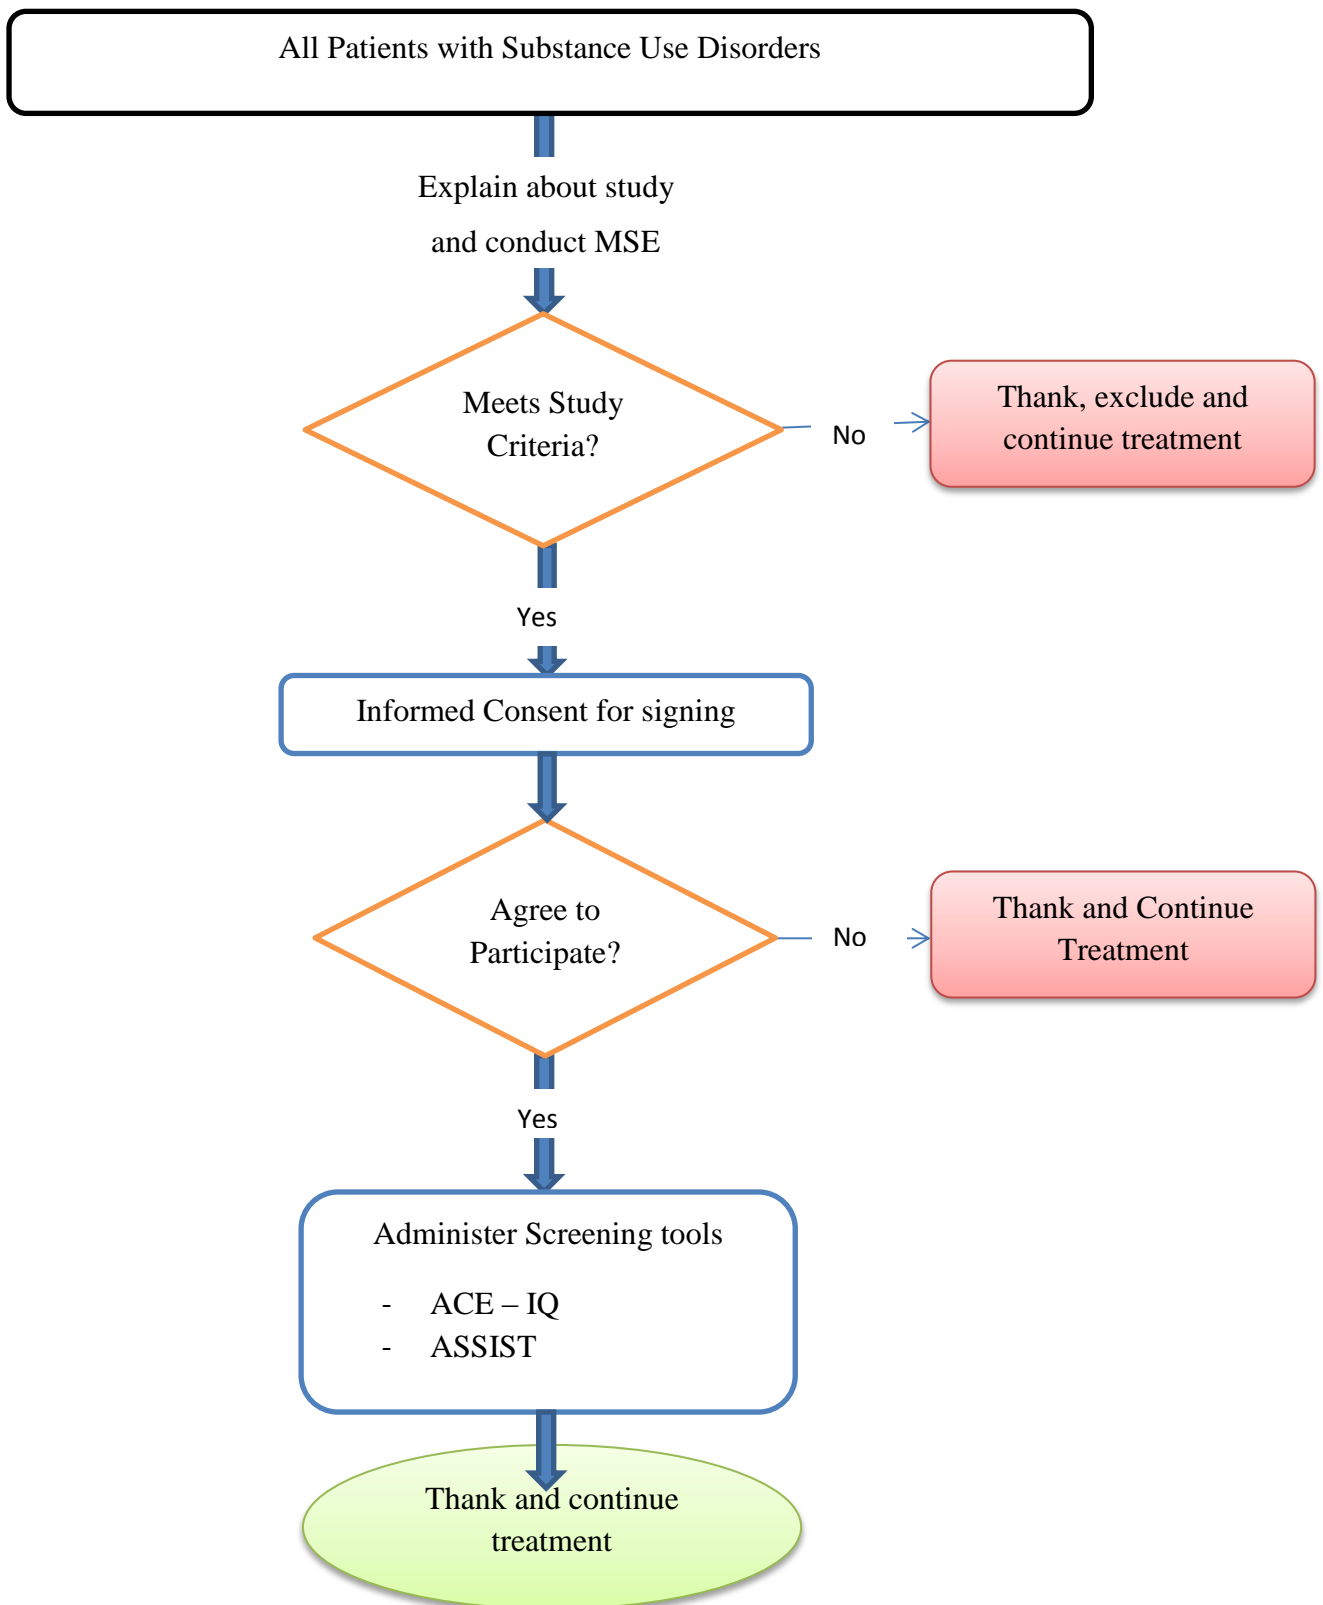 All Patients with Substance Use Disorders
Explain about study
and conduct MSE
Meets Study
Criteria?
No
Thank, exclude and
continue treatment
Yes
Informed Consent for signing
Agree to
Participate?
No
Thank and Continue
Treatment
Yes
Administer Screening tools
- ACE – IQ
- ASSIST
Thank and continue
treatment